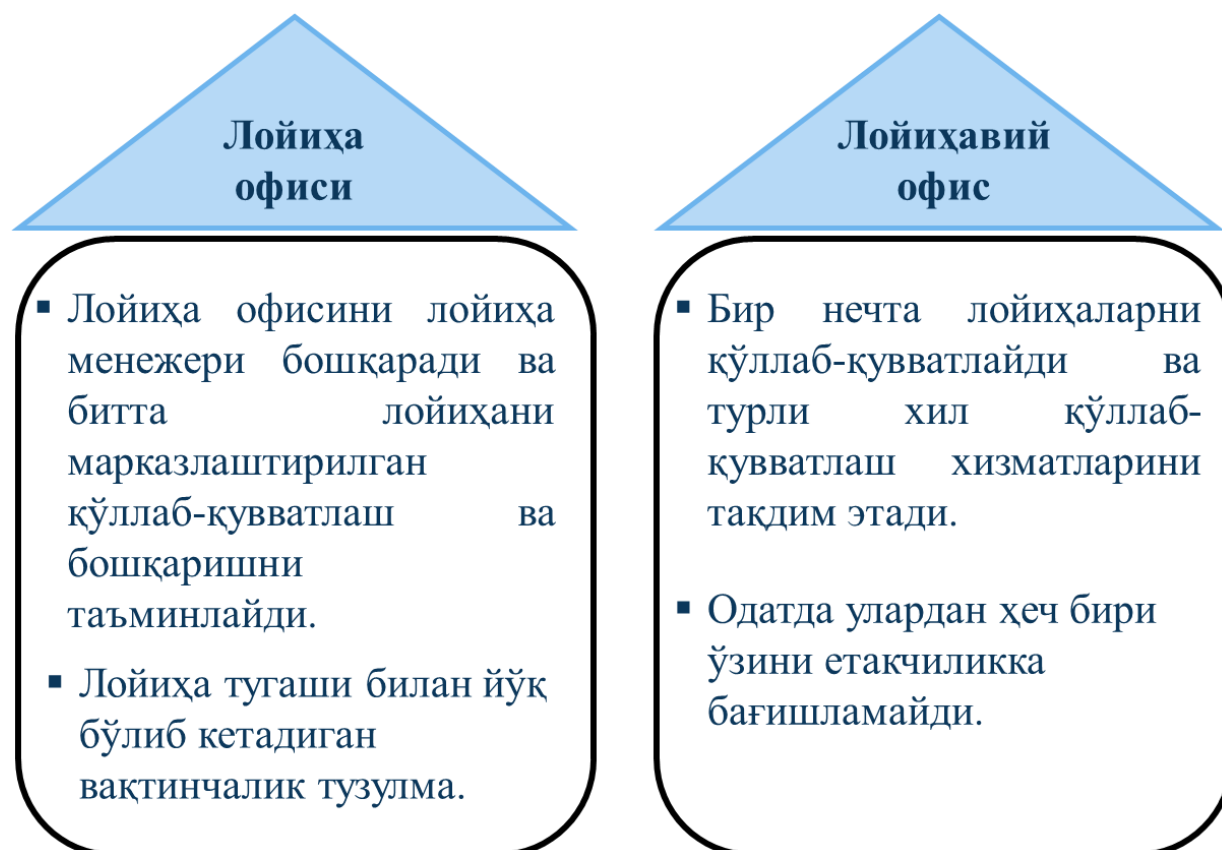 Лойиҳа
офиси
▪ Лойиҳа офисини лойиҳа
менежери бошқаради ва
битта лойиҳани
марказлаштирилган
қўллаб-қувватлаш ва
бошқаришни
таъминлайди.
▪ Лойиҳа тугаши билан йўқ
бўлиб кетадиган
вақтинчалик тузулма.
Лойиҳавий
офис
▪ Бир нечта лойиҳаларни
қўллаб-қувватлайди ва
турли хил қўллаб-
қувватлаш хизматларини
тақдим этади.
▪ Одатда улардан ҳеч бири
ўзини етакчиликка
бағишламайди.